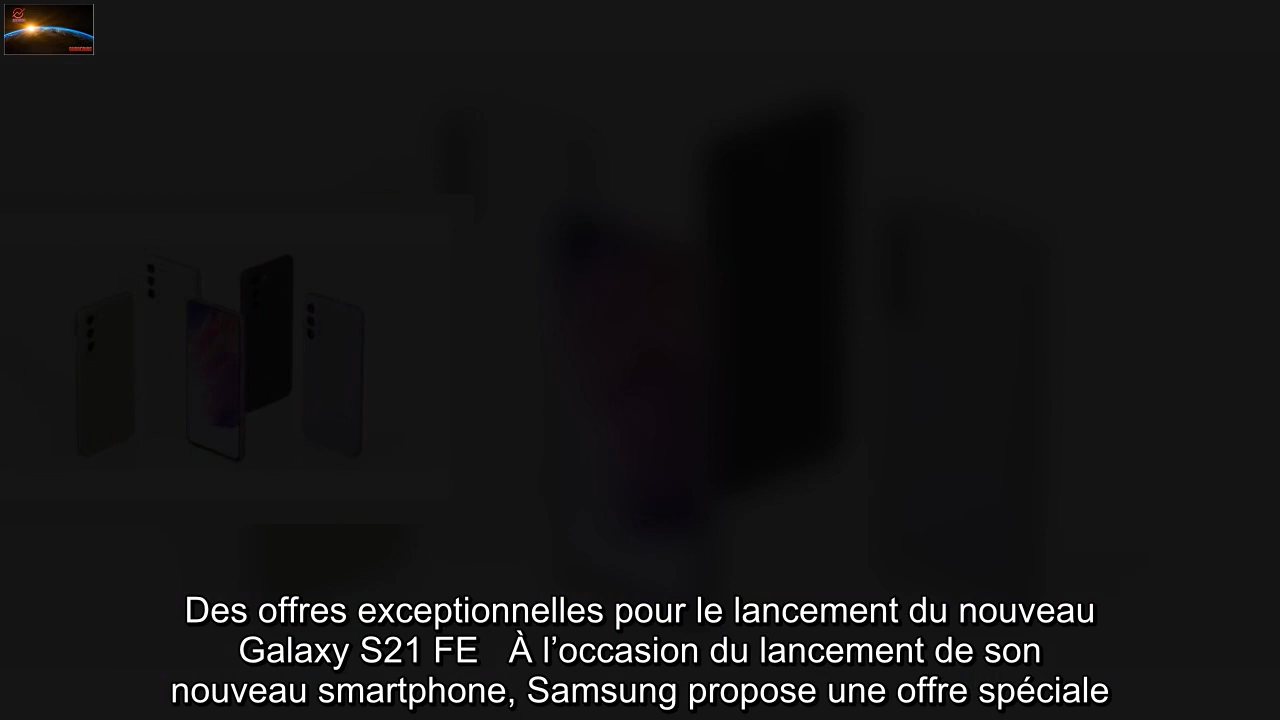 Des offres exceptionnelles pour le lancement du nouveau
Galaxy S21 FE À l’occasion du lancement de son
nouveau smartphone, Samsung propose une offre spéciale